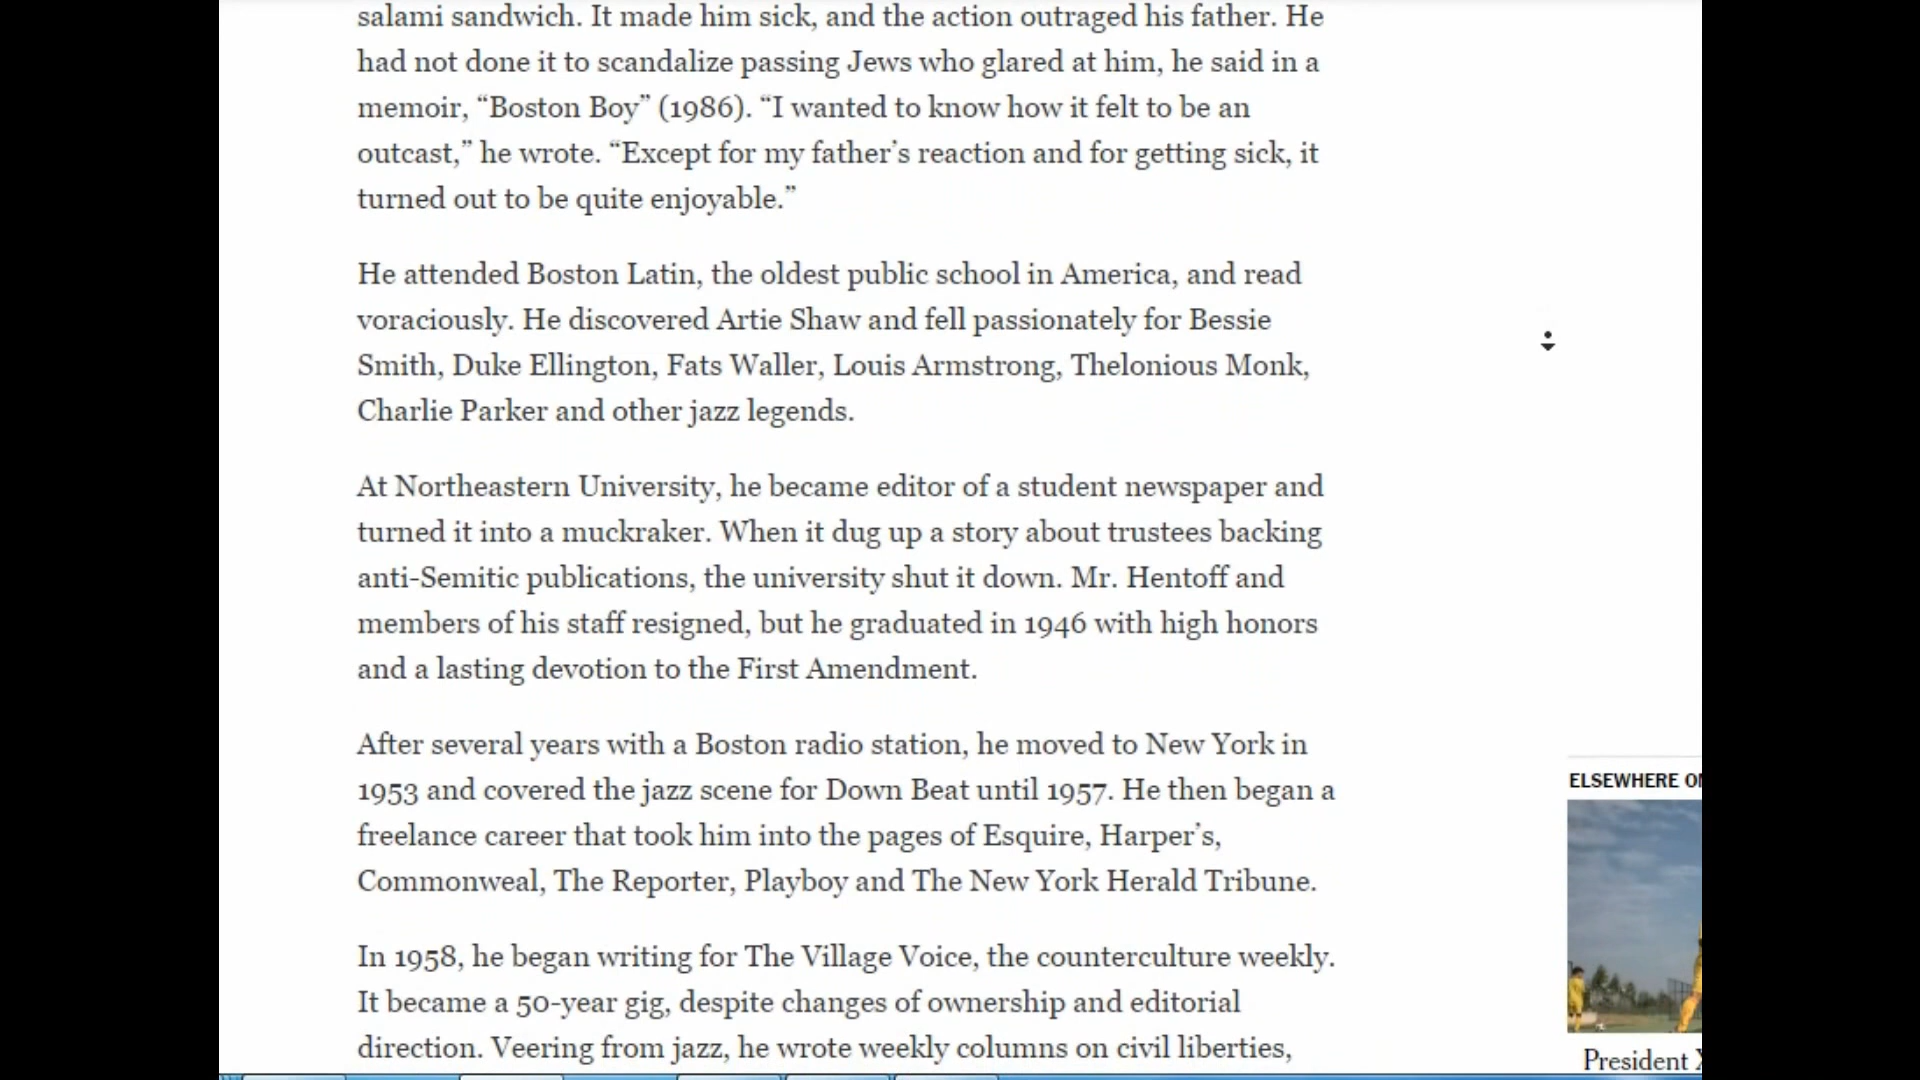 salami sandwich. It made him sick, and the action outraged his father. He
had not done it to scandalize passing Jews who glared at him, he said in a
memoir, “Boston Boy” (1986). “I wanted to know how it felt to be an
outcast,” he wrote. “Except for my father’s reaction and for getting sick, it
turned out to be quite enjoyable.”
He attended Boston Latin, the oldest public school in America, and read
voraciously. He discovered Artie Shaw and fell passionately for Bessie
Smith, Duke Ellington, Fats Waller, Louis Armstrong, Thelonious Monk,
Charlie Parker and other jazz legends.
At Northeastern University, he became editor of a student newspaper and
turned it into a muckraker. When it dug up a story about trustees backing
anti-Semitic publications, the university shut it down. Mr. Hentoff and
members of his staff resigned, but he graduated in 1946 with high honors
and a lasting devotion to the First Amendment.
After several years with a Boston radio station, he moved to New York in
1953 and covered the jazz scene for Down Beat until 1957. He then began a
freelance career that took him into the pages of Esquire, Harper’s,
Commonweal, The Reporter, Playboy and The New York Herald Tribune.
In 1958, he began writing for The Village Voice, the counterculture weekly.
It became a 50-year gig, despite changes of ownership and editorial
direction. Veering from jazz, he wrote weekly columns on civil liberties,
ELSEWHERE
President